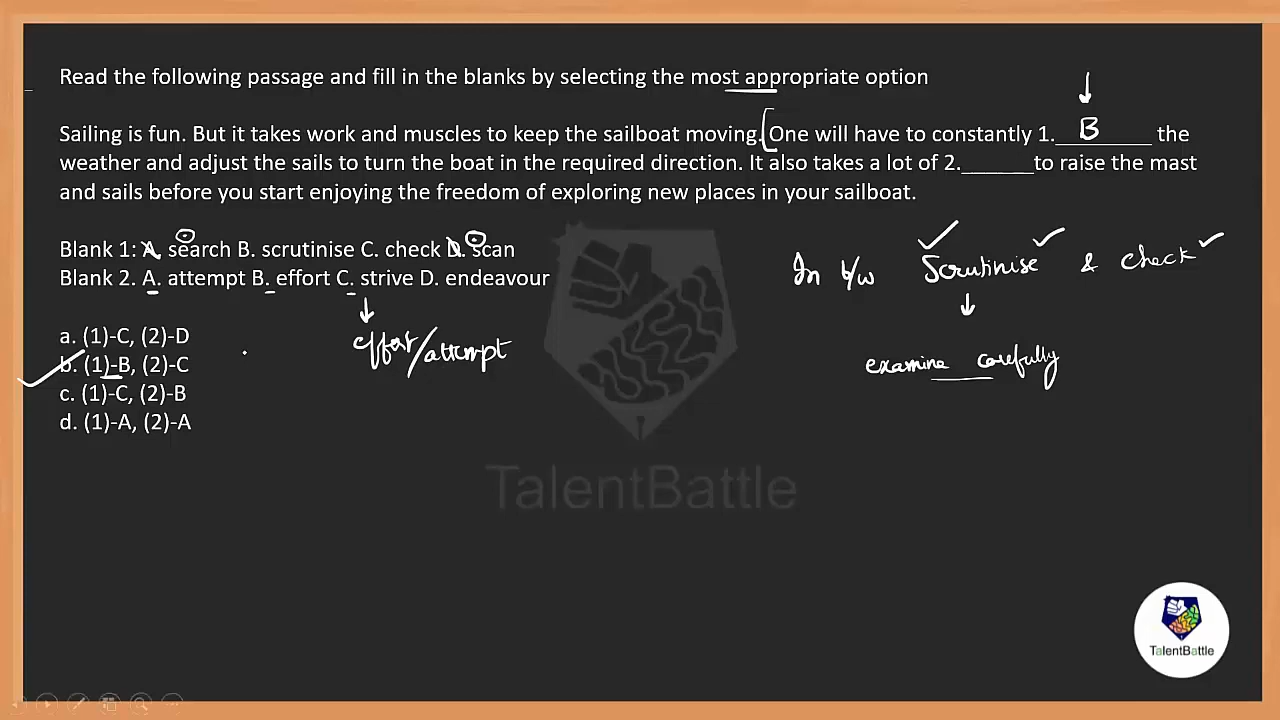 Read the following passage and fill in the blanks by selecting the most appropriate option
Sailing is fun. But it takes work and muscles to keep the sailboat moving. One will have to constantly 1. B the
weather and adjust the sails to turn the boat in the required direction. It also takes a lot of 2.______to raise the mast
and sails before you start enjoying the freedom of exploring new places in your sailboat.
Blank 1: A. search B. scrutinise C. check D. scan
Blank 2. A. attempt B. effort C. strive D. endeavour
In b/w Scrutinise & check
effort/attempt
examine carefully
a. (1)-C, (2)-D
b. (1)-B, (2)-C
c. (1)-C, (2)-B
d. (1)-A, (2)-A
TalentBattle
TalentBattle